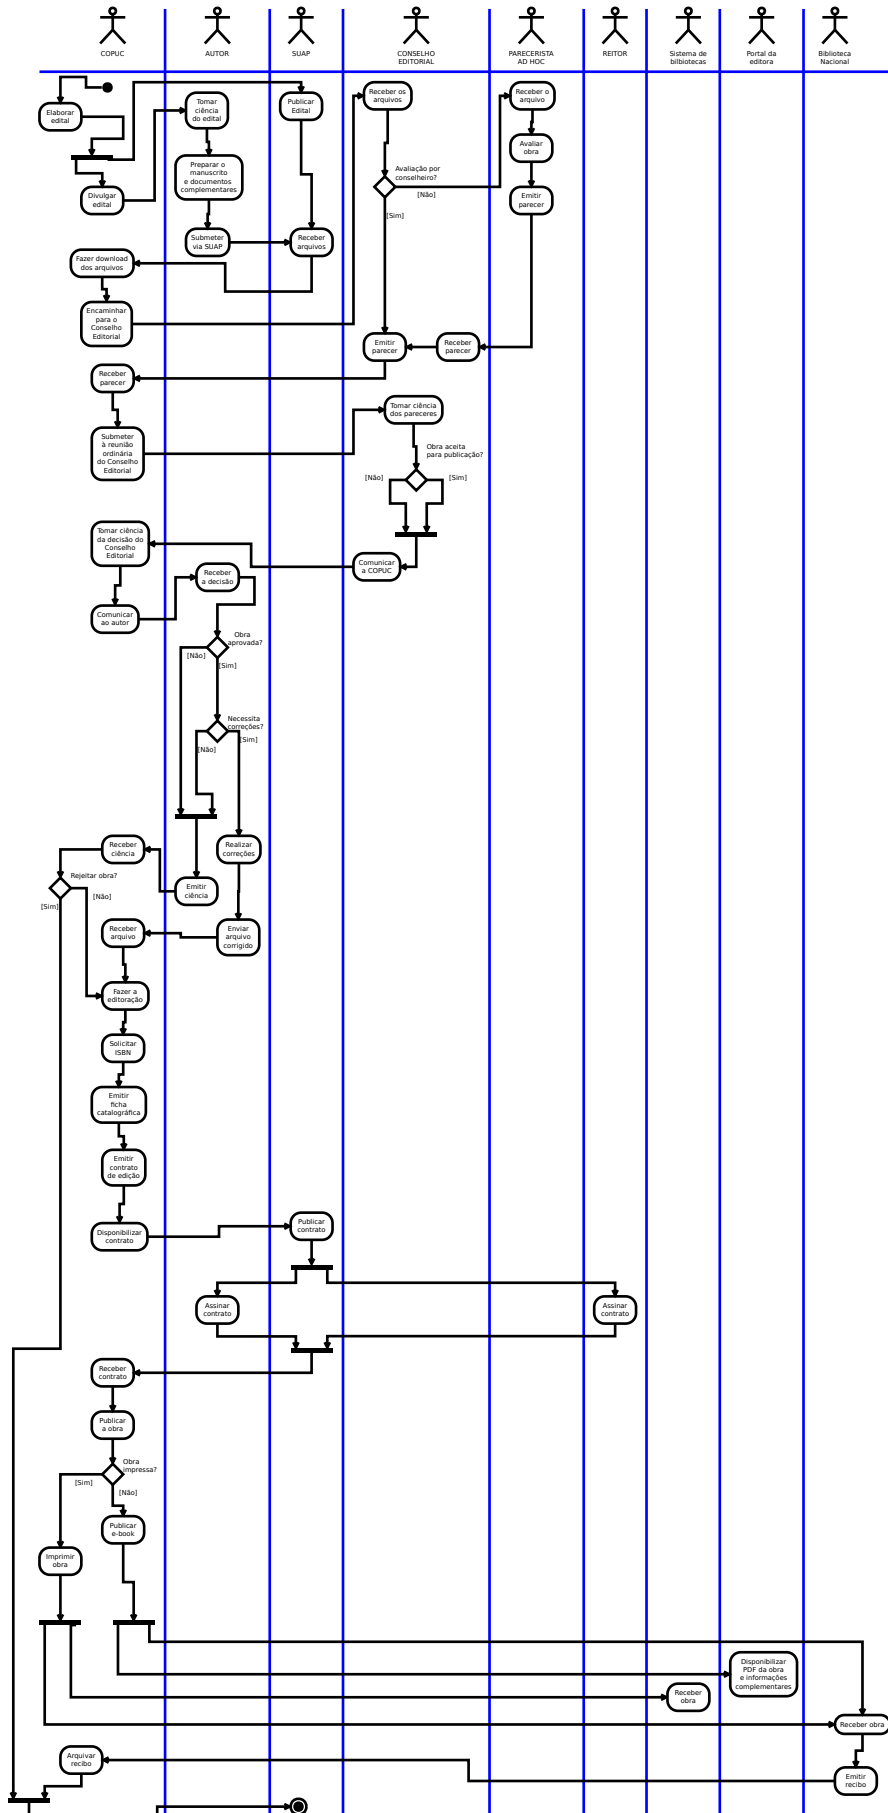 COPUC
AUTOR
SUAP
CONSELHO
EDITORIAL
PARECERISTA
AD HOC
REITOR
Sistema de
bilbiotecas
Portal da
editora
Biblioteca
Nacional
Elaborar
edital
Tomar
ciência
do edital
Publicar
Edital
Receber os
arquivos
Receber o
arquivo
Avaliar
obra
Preparar o
manuscrito
e documentos
complementares
Avaliação por
conselheiro?
[Não]
[Sim]
Divulgar
edital
Emitir
parecer
Submeter
via SUAP
Receber
arquivos
Fazer download
dos arquivos
Encaminhar
para o
Conselho
Editorial
Emitir
parecer
Receber
parecer
Receber
parecer
Tomar ciência
dos pareceres
Submeter
à reunião
ordinária
do Conselho
Editorial
Obra aceita
para publicação?
[Não]
[Sim]
Tomar ciência
da decisão do
Conselho
Editorial
Comunicar
a COPUC
Receber
a decisão
Comunicar
ao autor
Obra
aprovada?
[Não]
[Sim]
Necessita
correções?
[Sim]
[Não]
Receber
ciência
Realizar
correções
Rejeitar obra?
[Não]
[Sim]
Emitir
ciência
Receber
arquivo
Enviar
arquivo
corrigido
Fazer a
editoração
Solicitar
ISBN
Emitir
ficha
catalográfica
Emitir
contrato
de edição
Disponibilizar
contrato
Publicar
contrato
Assinar
contrato
Assinar
contrato
Receber
contrato
Publicar
a obra
Obra
impressa?
[Sim]
[Não]
Publicar
e-book
Imprimir
obra
Disponibilizar
PDF da obra
e informações
complementares
Receber
obra
Receber obra
Arquivar
recibo
Emitir
recibo